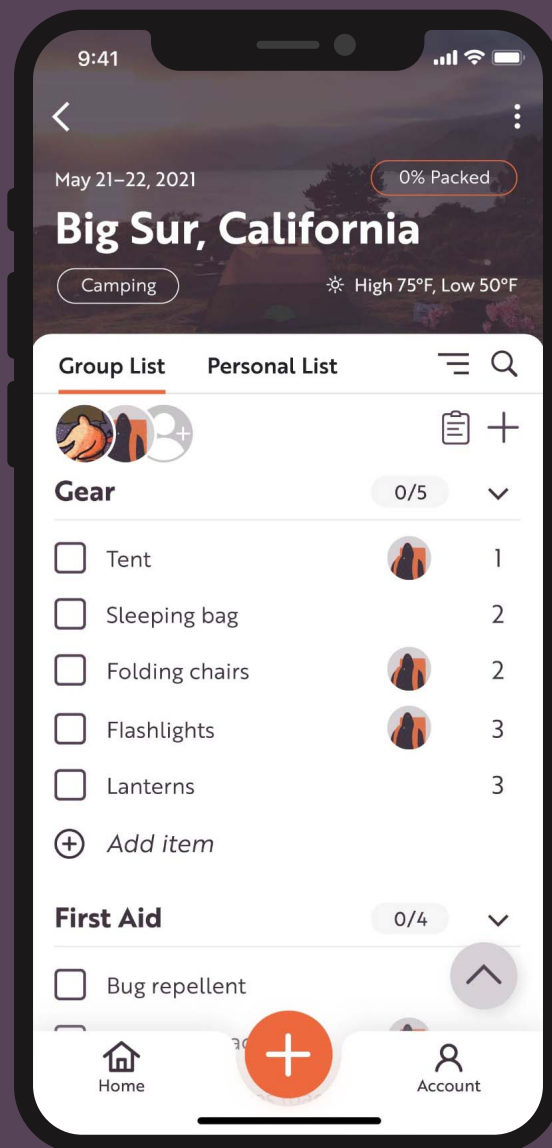 9:41
May 21–22, 2021
0% Packed
Big Sur, California
Camping
High 75°F, Low 50°F
Group List Personal List
Gear 0/5
Tent 1
Sleeping bag 2
Folding chairs 2
Flashlights 3
Lanterns 3
Add item
First Aid 0/4
Bug repellent
Home
Account